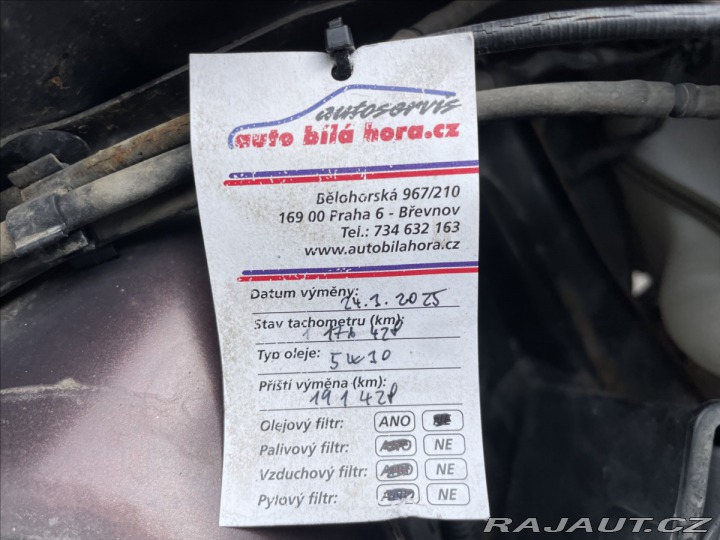 autoservis
auto bílá hora.cz
Bělohorská 967/210
169 00 Praha 6 - Břevnov
Tel.: 734 632 163
www.autobilahora.cz
Datum výměny: 24.3.2025
Stav tachometru (km):
Typ oleje: 5W30
Příští výměna (km):
Olejový filtr: ANO
Palivový filtr: NE
Vzduchový filtr: NE
Pylový filtr: NE
RAJAUT.CZ